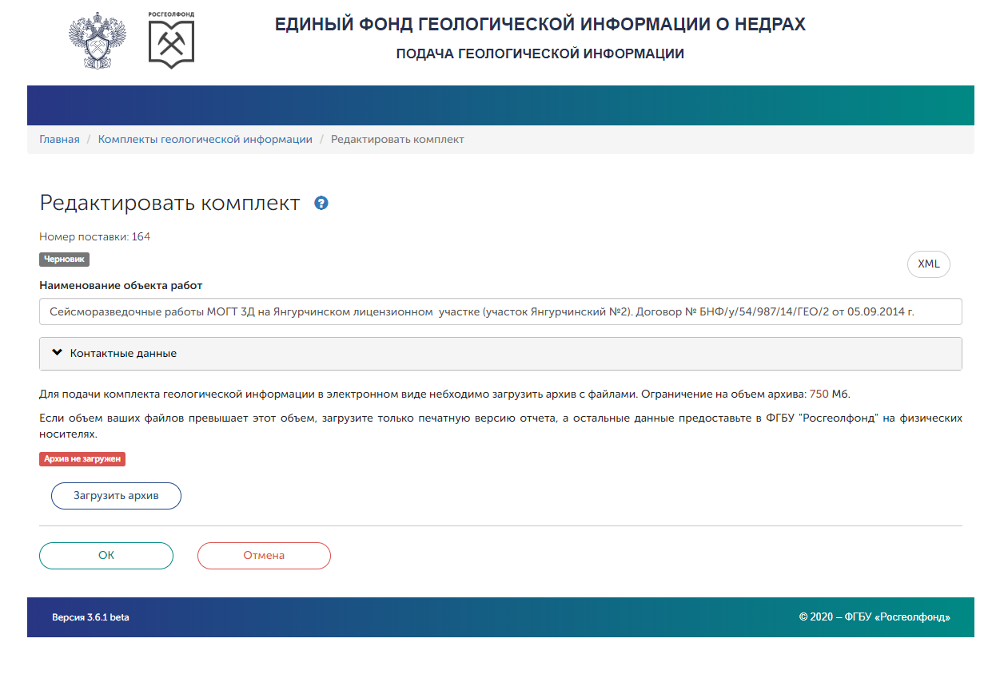 РОСГЕОЛФОНД
ЕДИНЫЙ ФОНД ГЕОЛОГИЧЕСКОЙ ИНФОРМАЦИИ О НЕДРАХ
ПОДАЧА ГЕОЛОГИЧЕСКОЙ ИНФОРМАЦИИ
Главная / Комплекты геологической информации / Редактировать комплект
Редактировать комплект ?
Номер поставки: 164
Черновик
XML
Наименование объекта работ
Сейсморазведочные работы МОГТ 3Д на Янгурчинском лицензионном участке (участок Янгурчинский №2). Договор № БНФ/у/54/987/14/ГЕО/2 от 05.09.2014 г.
Контактные данные
Для подачи комплекта геологической информации в электронном виде небходимо загрузить архив с файлами. Ограничение на объем архива: 750 Мб.
Если объем ваших файлов превышает этот объем, загрузите только печатную версию отчета, а остальные данные предоставьте в ФГБУ "Росгеолфонд" на физических
носителях.
Архив не загружен
Загрузить архив
ОК Отмена
Версия 3.6.1 beta © 2020 – ФГБУ «Росгеолфонд»